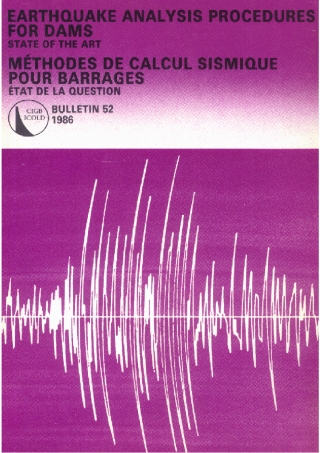 EARTHQUAKE ANALYSIS PROCEDURES
FOR DAMS
STATE OF THE ART
MÉTHODES DE CALCUL SISMIQUE
POUR BARRAGES
ÉTAT DE LA QUESTION
CIGB
ICOLD
BULLETIN 52
1986